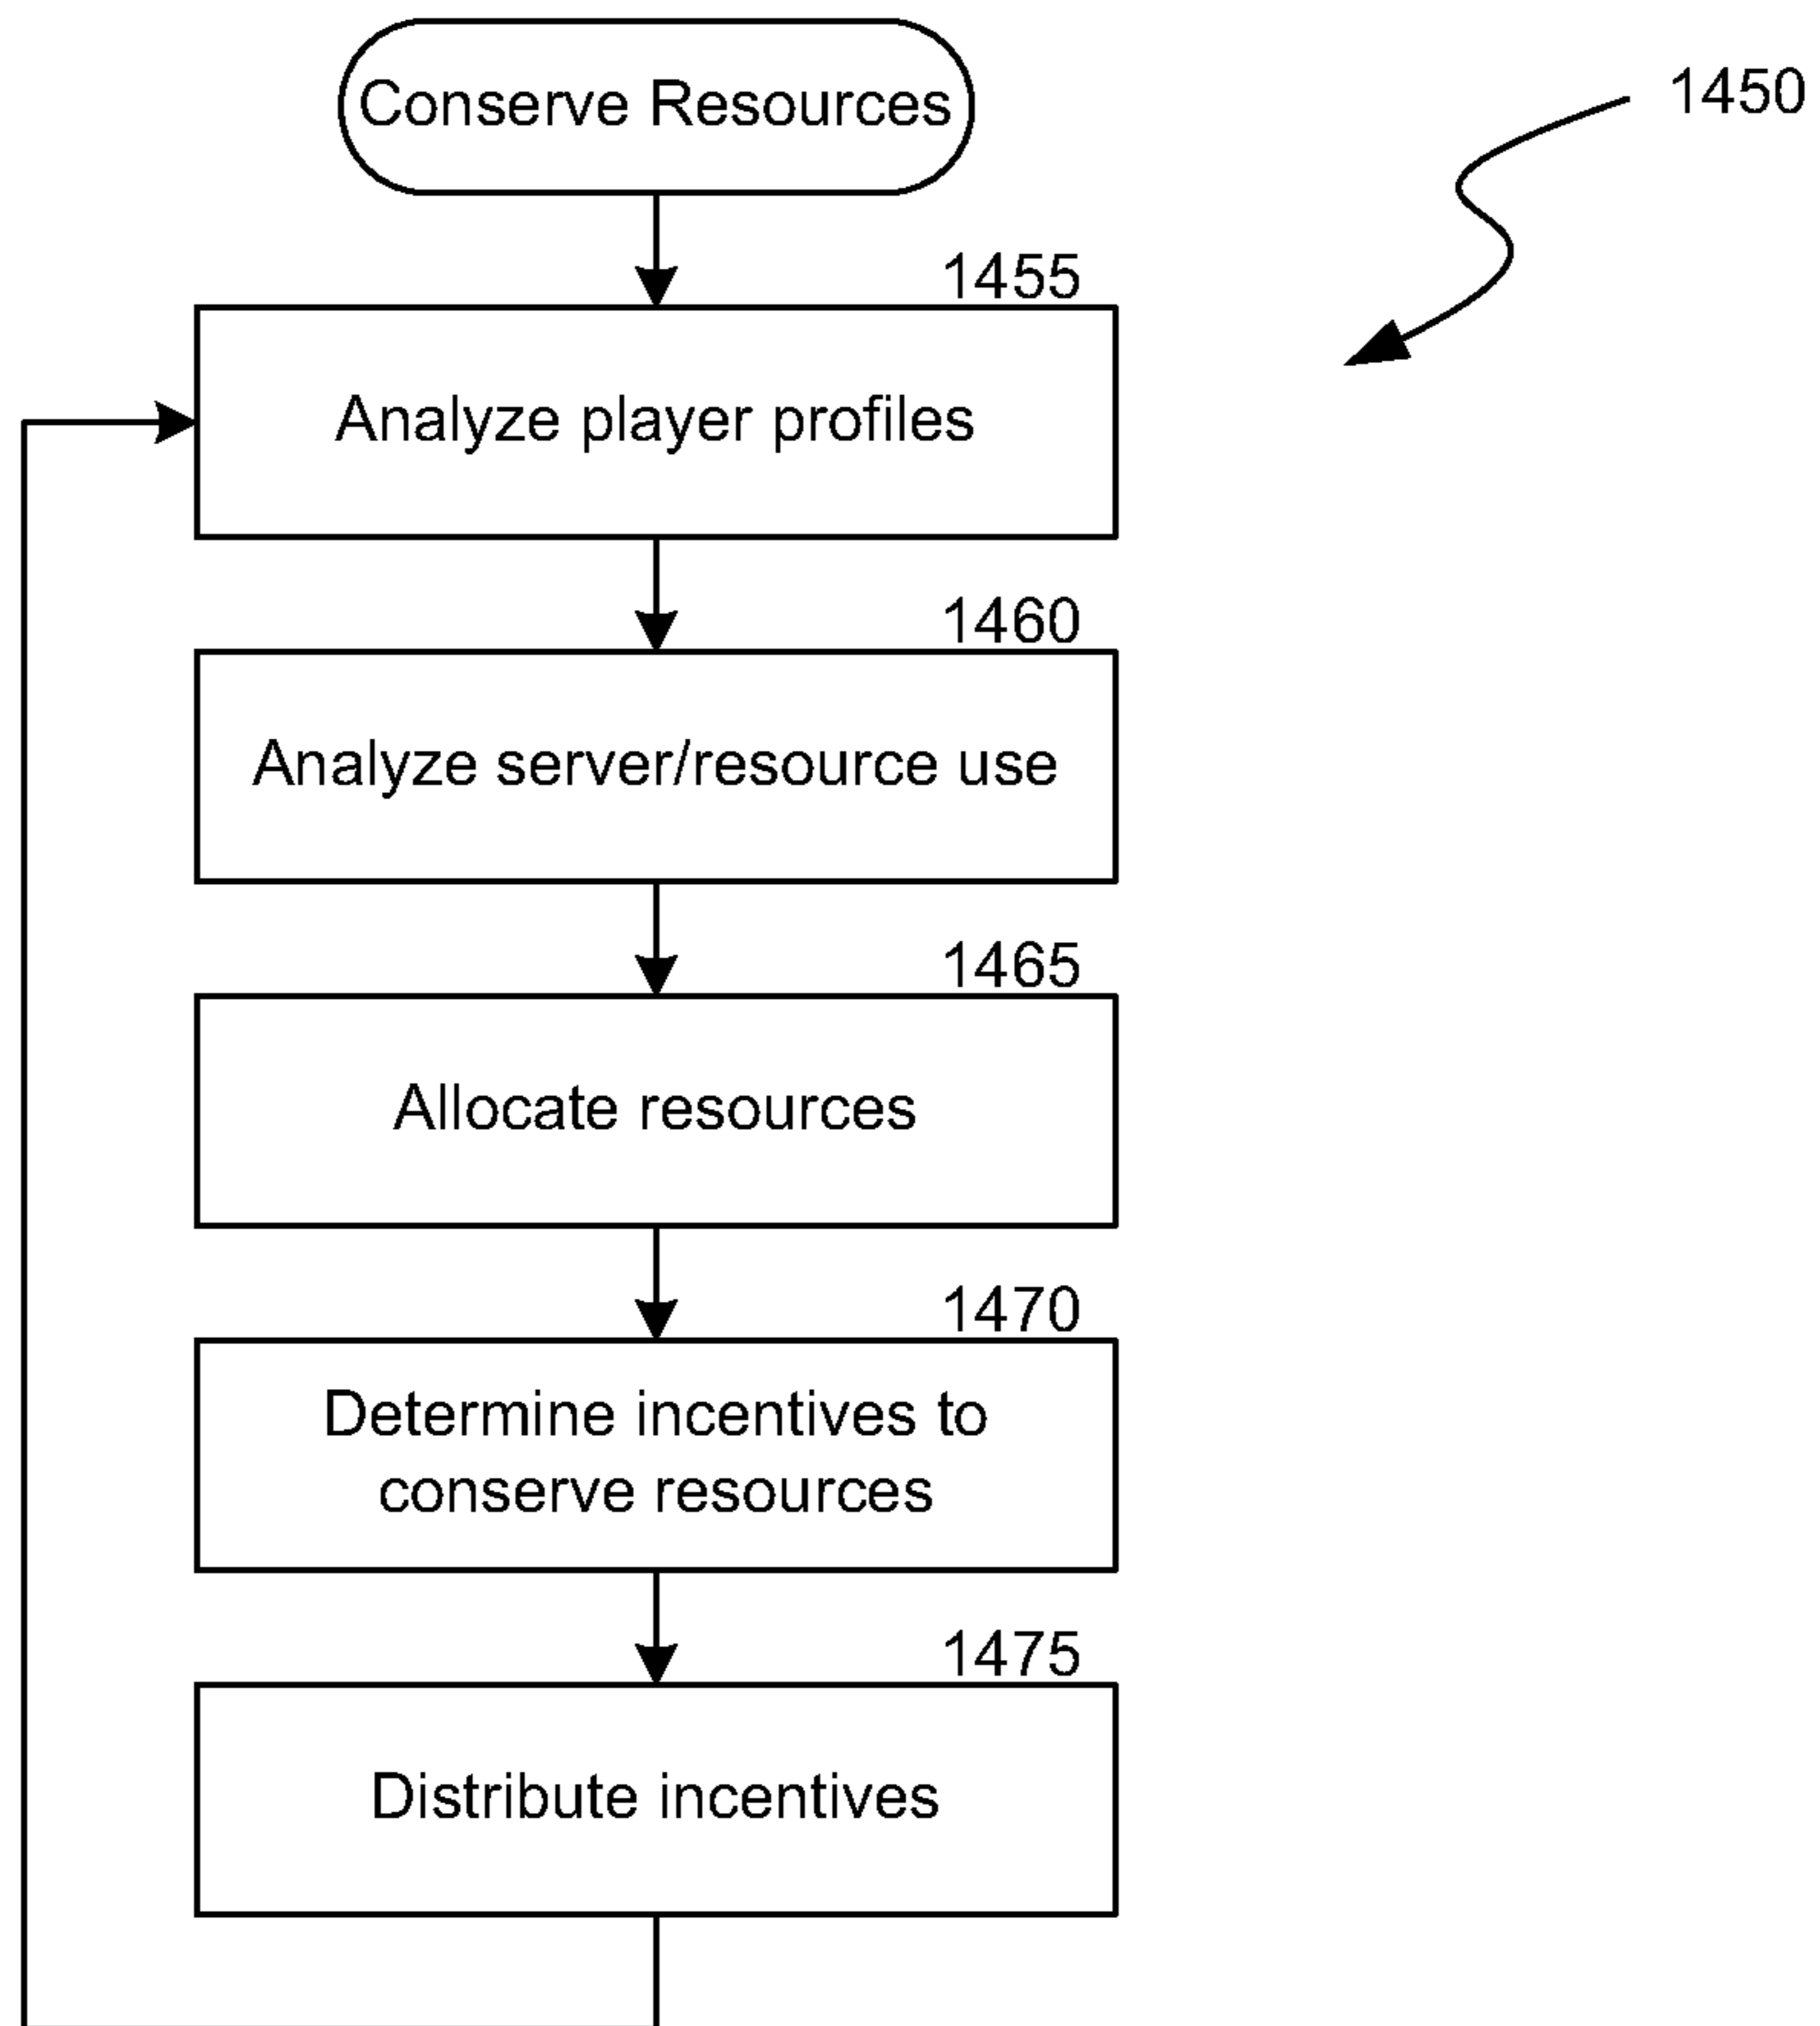 Conserve Resources
1450
1455
Analyze player profiles
1460
Analyze server/resource use
1465
Allocate resources
1470
Determine incentives to
conserve resources
1475
Distribute incentives